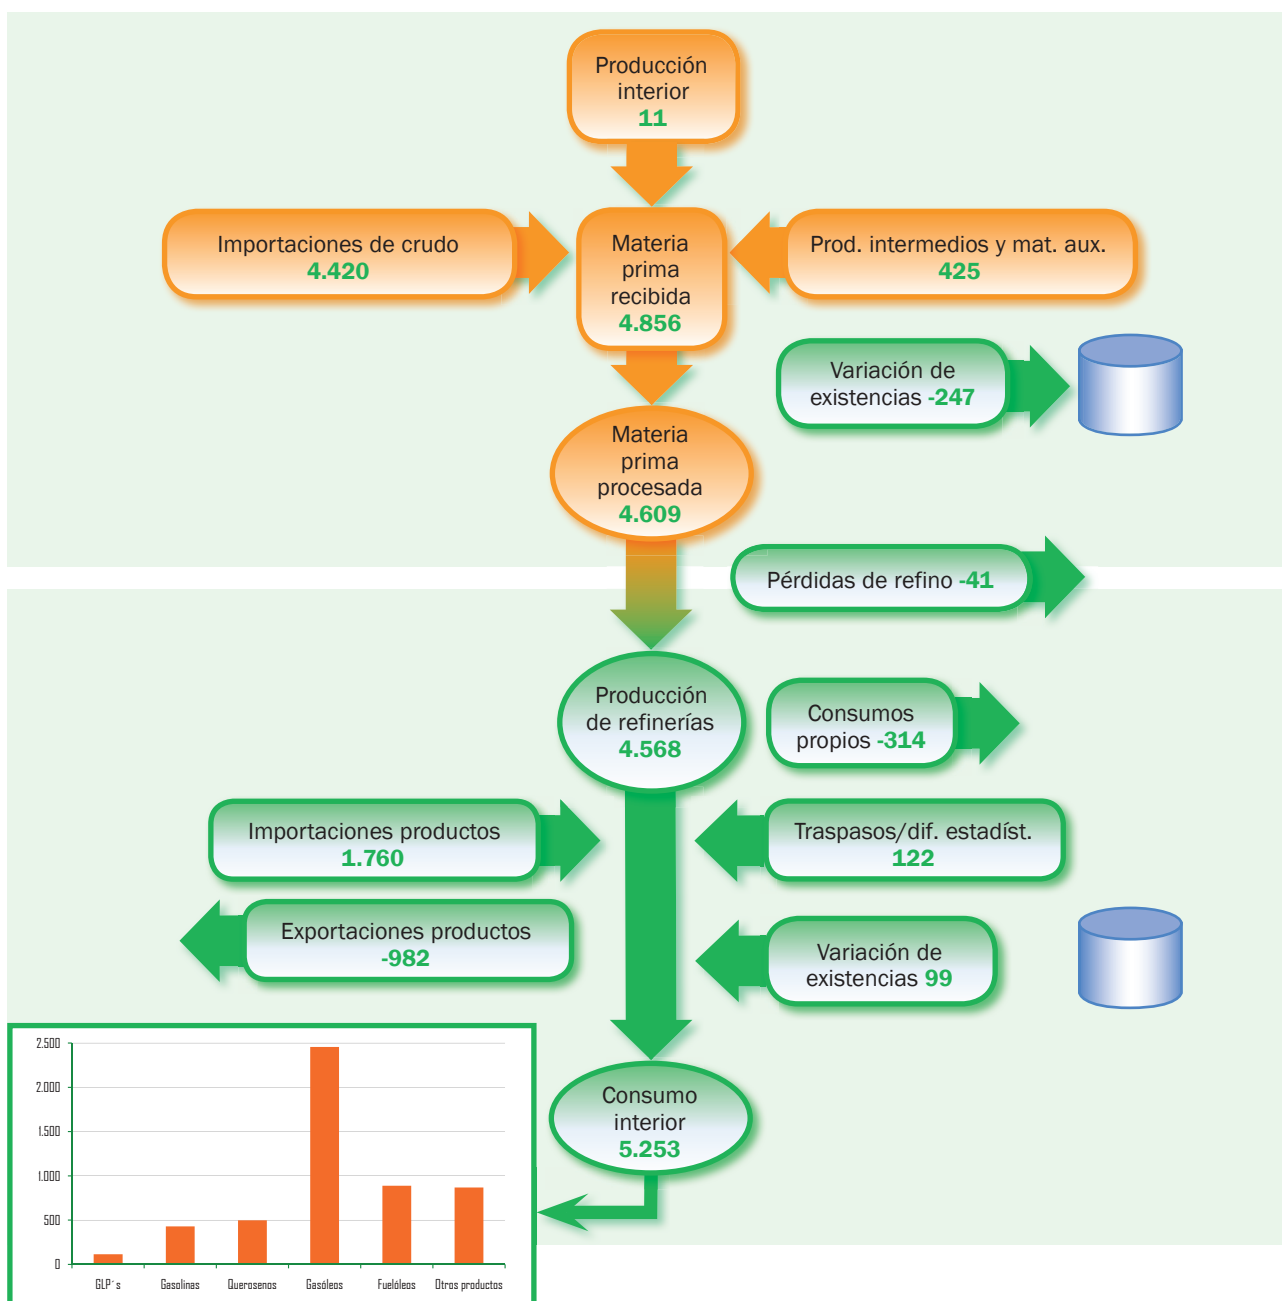 Producción
interior
11
Importaciones de crudo
4.420
Materia
prima
recibida
4.856
Prod. intermedios y mat. aux.
425
Variación de
existencias -247
Materia
prima
procesada
4.609
Pérdidas de refino -41
Producción
de refinerías
4.568
Consumos
propios -314
Importaciones productos
1.760
Traspasos/dif. estadíst.
122
Exportaciones productos
-982
Variación de
existencias 99
Consumo
interior
5.253
2.500
2.000
1.500
1.000
500
0
GLP´s Gasolinas Querosenos Gasóleos Fuelóleos Otros productos